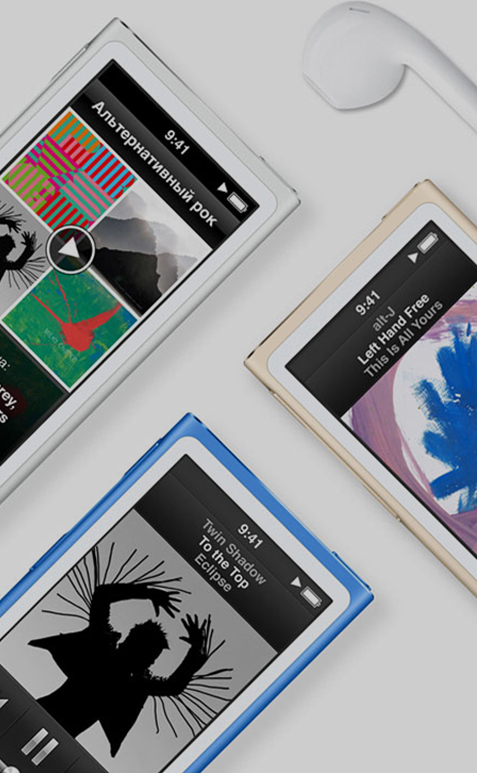 9:41
Альтернативный рок
9:41
alt-J
Left Hand Free
This Is All Yours
9:41
Twin Shadow
To the Top
Eclipse